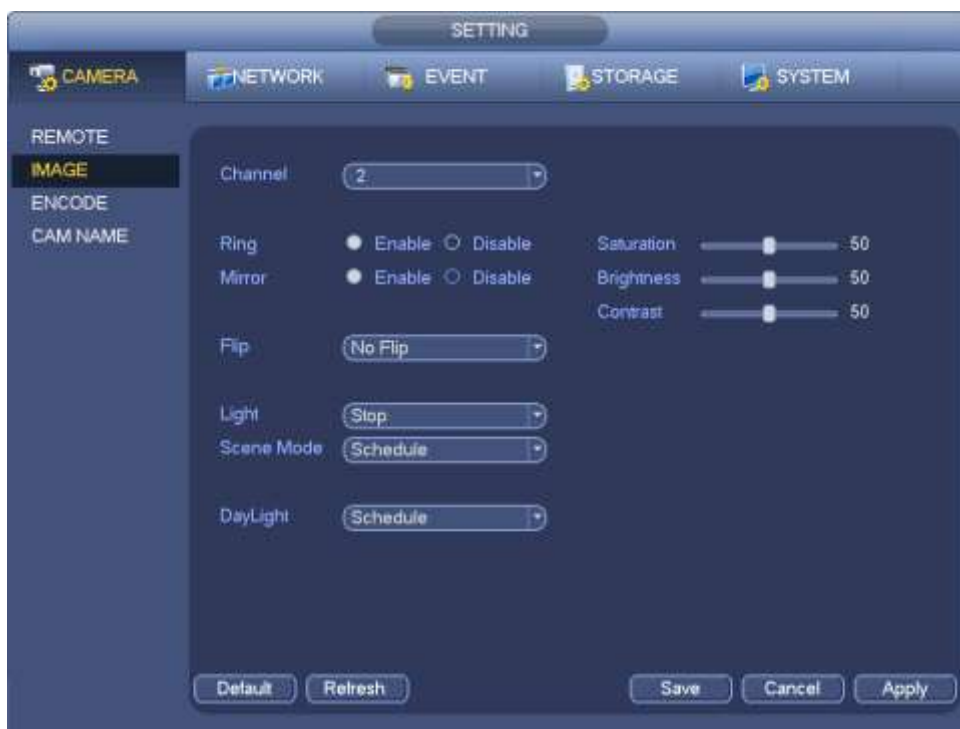 SETTING
CAMERA NETWORK EVENT STORAGE SYSTEM
REMOTE
IMAGE
ENCODE
CAM NAME
Channel 2
Ring Enable Disable Saturation 50
Mirror Enable Disable Brightness 50
Contrast 50
Flip No Flip
Light Stop
Scene Mode Schedule
DayLight Schedule
Default Refresh Save Cancel Apply